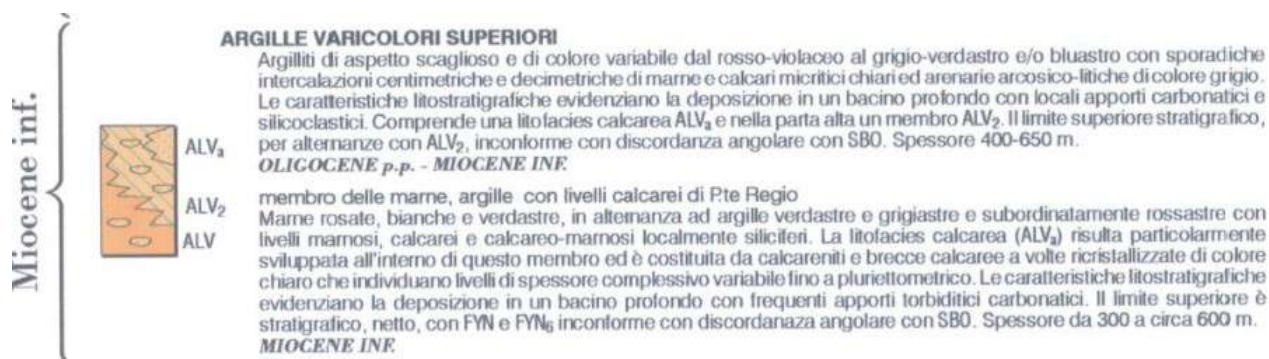 Miocene inf.
ARGILLE VARICOLORI SUPERIORI
Argilliti di aspetto scaglioso e di colore variabile dal rosso-violaceo al grigio-verdastro e/o bluastro con sporadiche
intercalazioni centimetriche e decimetriche di marne e calcari micritici chiari ed arenarie arcosico-litiche di colore grigio.
Le caratteristiche litostratigrafiche evidenziano la deposizione in un bacino profondo con locali apporti carbonatici e
silicoclastici. Comprende una litofacies calcarea ALVa e nella parta alta un membro ALV2. Il limite superiore stratigrafico,
per alternanze con ALV2, inconforme con discordanza angolare con SB0. Spessore 400-650 m.
OLIGOCENE p.p. - MIOCENE INF.
membro delle marne, argille con livelli calcarei di P.te Regio
Marne rosate, bianche e verdastre, in alternanza ad argille verdastre e grigiastre e subordinatamente rossastre con
livelli marnosi, calcarei e calcareo-marnosi localmente siliciferi. La litofacies calcarea (ALVa) risulta particolarmente
sviluppata all'interno di questo membro ed è costituita da calcareniti e brecce calcaree a volte ricristallizzate di colore
chiaro che individuano livelli di spessore complessivo variabile fino a pluriettometrico. Le caratteristiche litostratigrafiche
evidenziano la deposizione in un bacino profondo con frequenti apporti torbiditici carbonatici. Il limite superiore è
stratigrafico, netto, con FYN e FYN6 inconforme con discordanaza angolare con SB0. Spessore da 300 a circa 600 m.
MIOCENE INF.
ALVa
ALV2
ALV